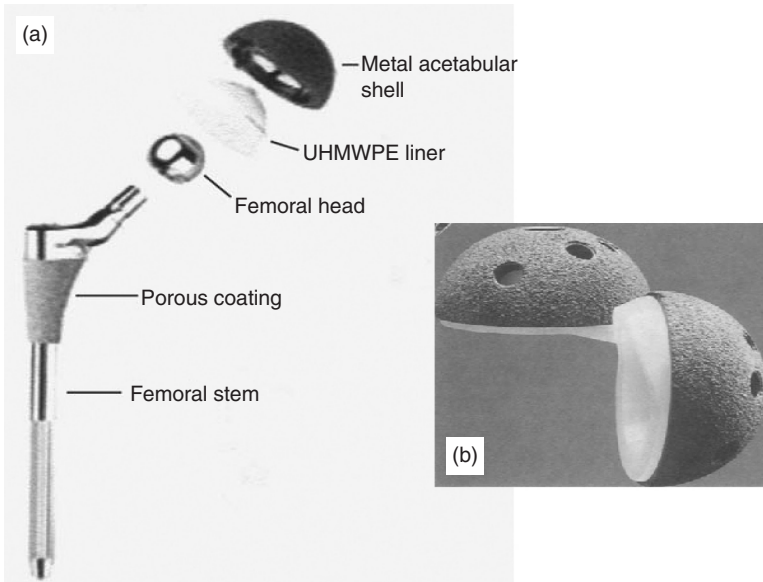 (a)
Metal acetabular
shell
UHMWPE liner
Femoral head
Porous coating
Femoral stem
(b)